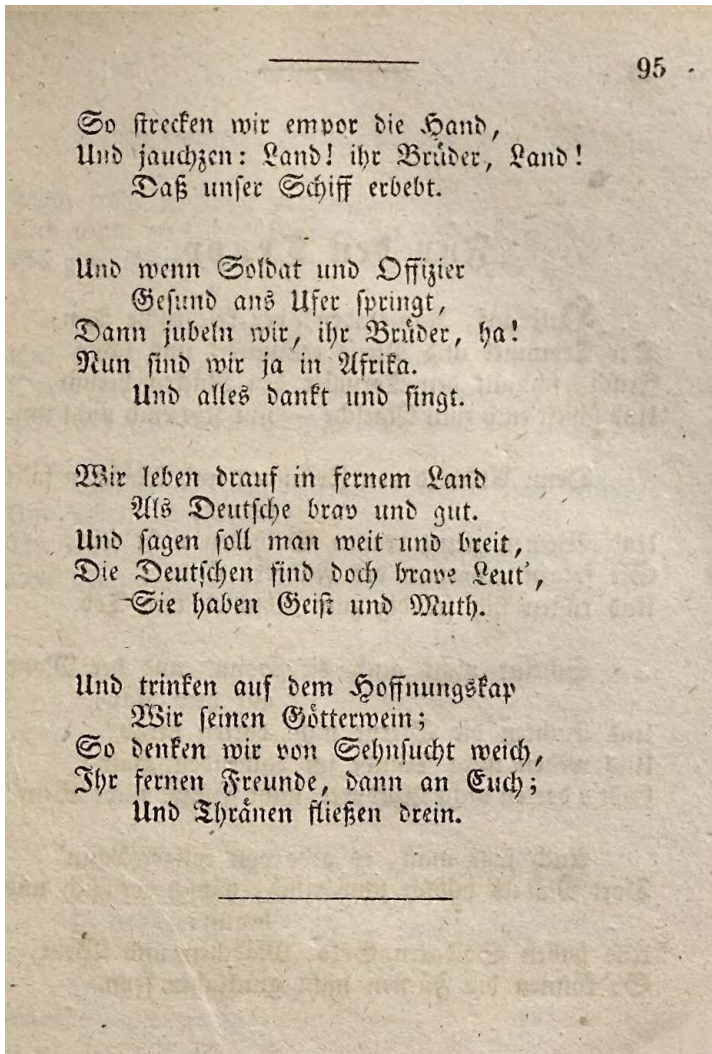 95
So strecken wir empor die Hand,
Und jauchzen: Land! ihr Brüder, Land!
Daß unser Schiff erbebt.
Und wenn Soldat und Offizier
Gesund ans Ufer springt,
Dann jubeln wir, ihr Brüder, ha!
Nun sind wir ja in Afrika.
Und alles dankt und singt.
Wir leben drauf in fernem Land
Als Deutsche brav und gut.
Und sagen soll man weit und breit,
Die Deutschen sind doch brave Leut',
Sie haben Geist und Muth.
Und trinken auf dem Hoffnungskap
Wir seinen Götterwein;
So denken wir von Sehnsucht weich,
Ihr fernen Freunde, dann an Euch;
Und Thränen fließen drein.